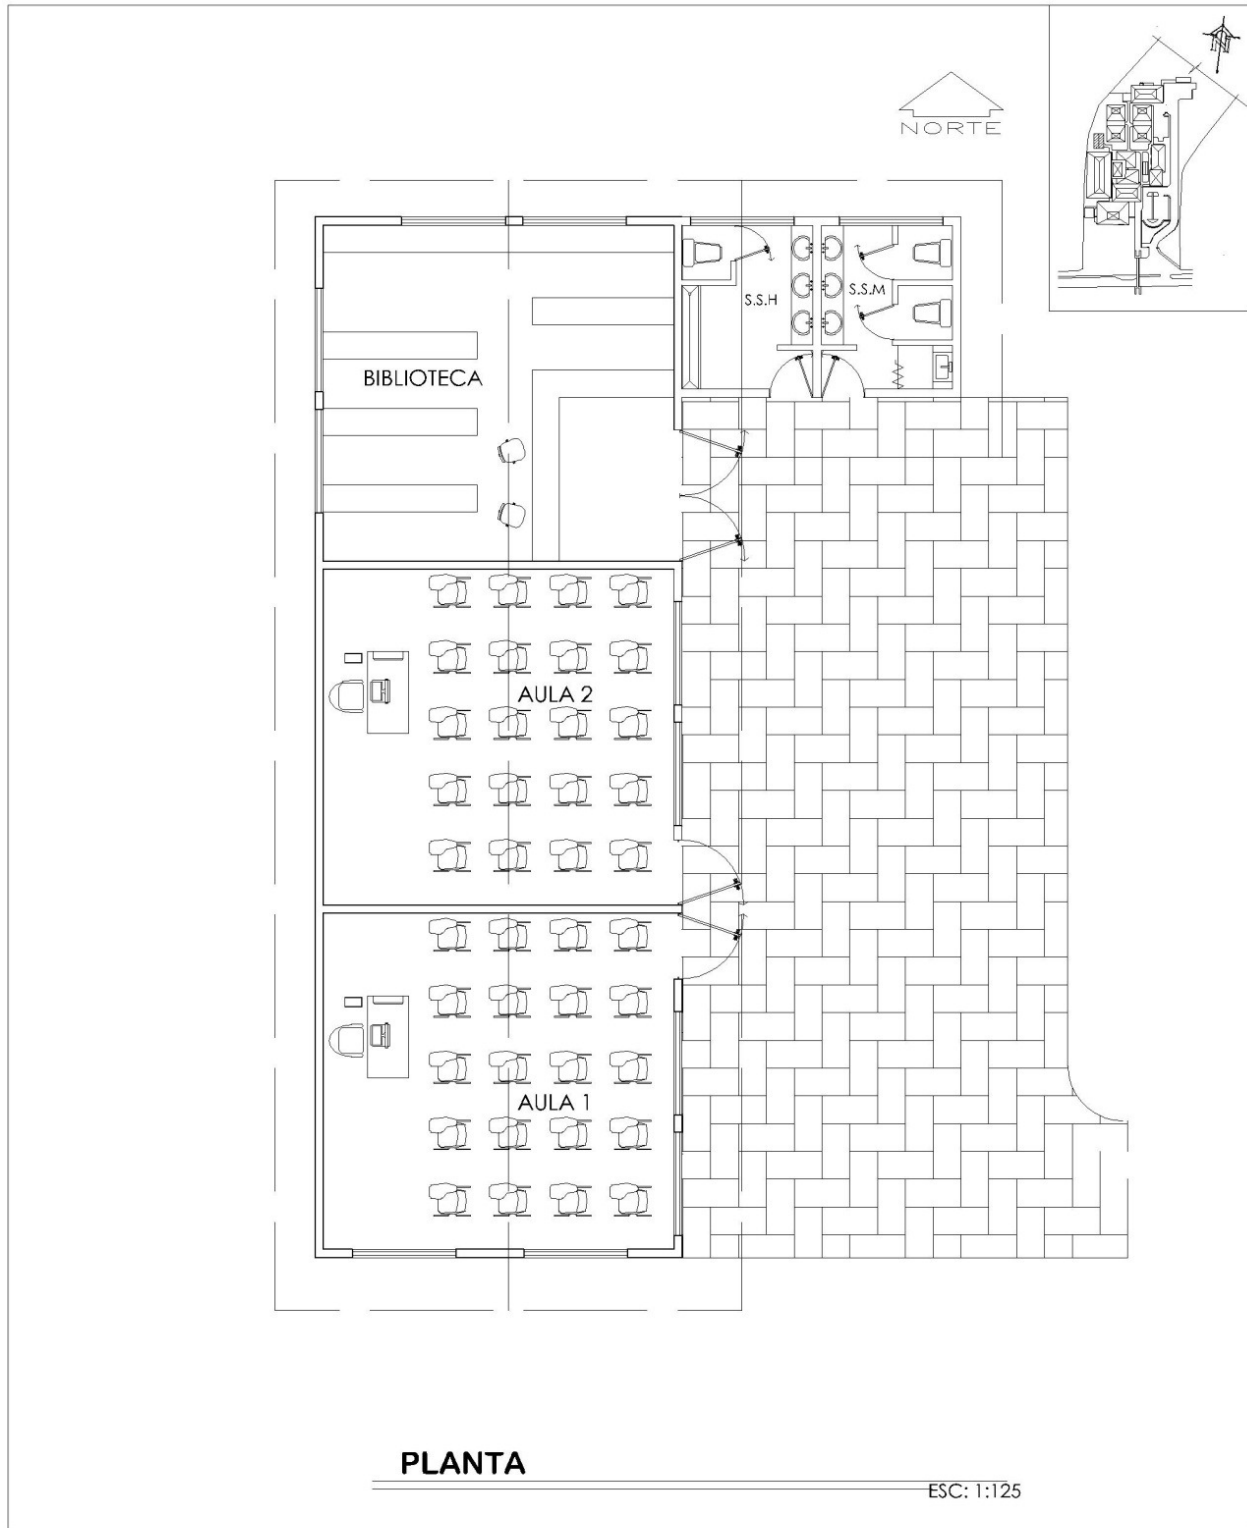 N
NORTE
S.S.H
S.S.M
BIBLIOTECA
AULA 2
AULA 1
PLANTA
ESC: 1:125